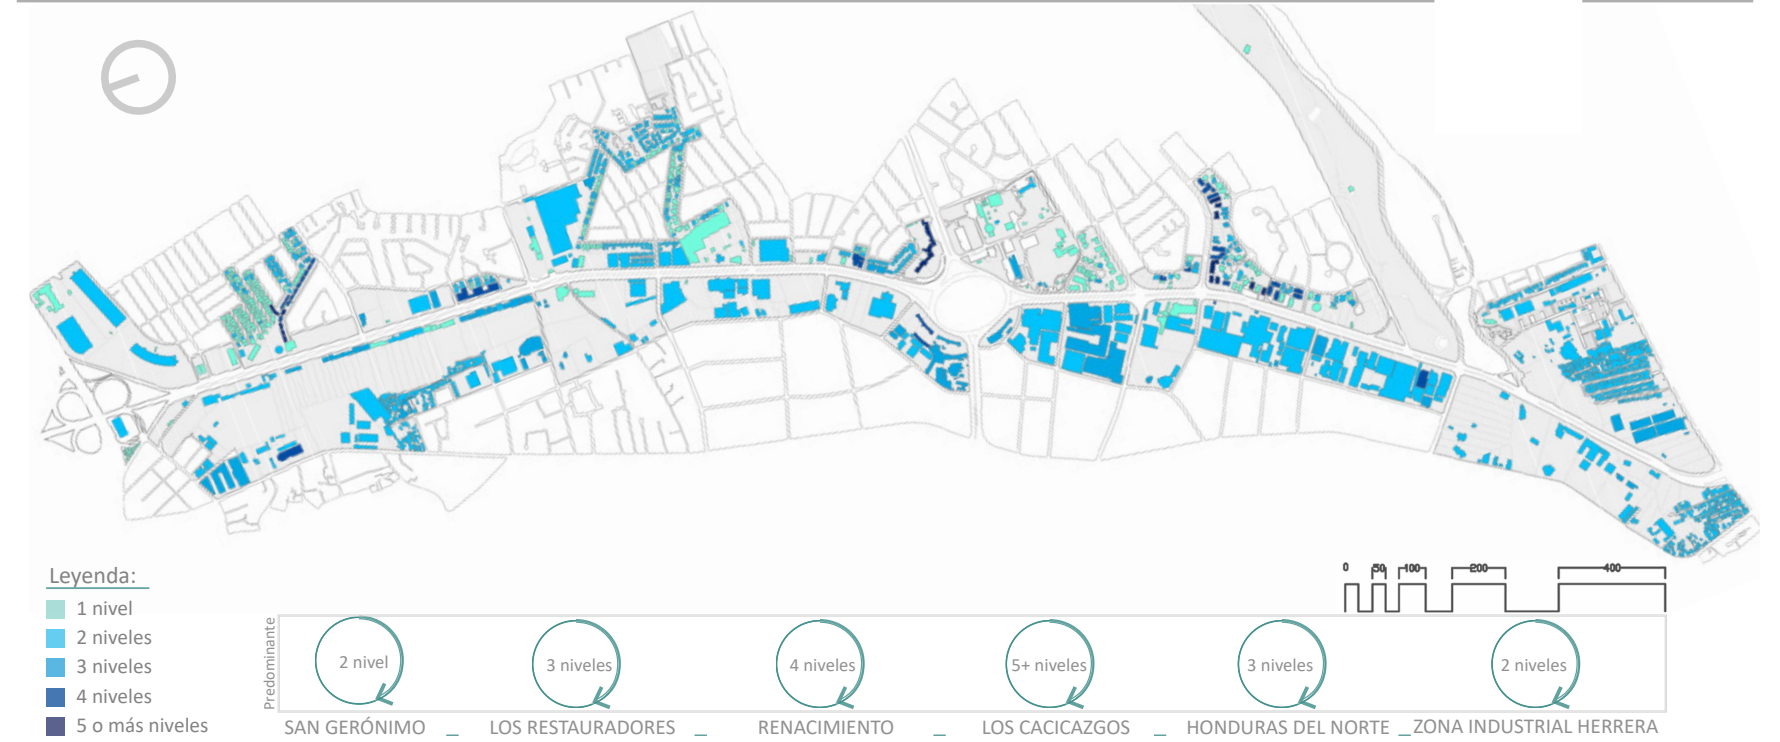 0 50 100 200 400
Leyenda:
1 nivel
2 niveles
3 niveles
4 niveles
5 o más niveles
Predominante
2 nivel
3 niveles
4 niveles
5+ niveles
3 niveles
2 niveles
SAN GERÓNIMO _ LOS RESTAURADORES _ RENACIMIENTO _ LOS CACICAZGOS _ HONDURAS DEL NORTE _ ZONA INDUSTRIAL HERRERA